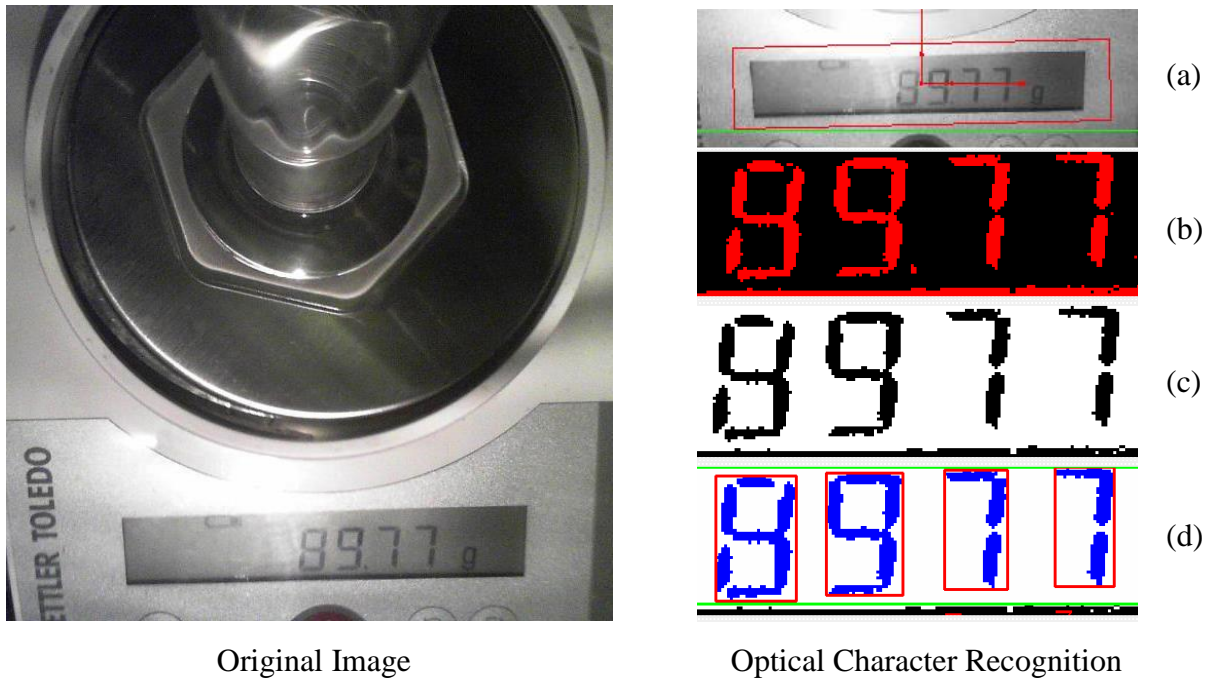 ETTLER TOLEDO
89.77 g
Original Image
89.77 g
(a)
8977
(b)
8977
(c)
8977
(d)
Optical Character Recognition